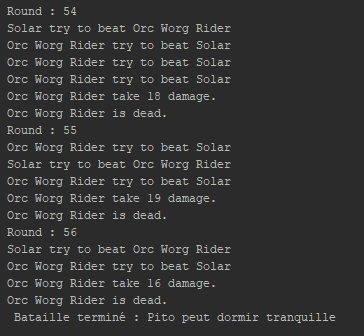 Round : 54
Solar try to beat Orc Worg Rider
Orc Worg Rider try to beat Solar
Orc Worg Rider try to beat Solar
Orc Worg Rider try to beat Solar
Orc Worg Rider take 18 damage.
Orc Worg Rider is dead.
Round : 55
Orc Worg Rider try to beat Solar
Solar try to beat Orc Worg Rider
Orc Worg Rider try to beat Solar
Orc Worg Rider take 19 damage.
Orc Worg Rider is dead.
Round : 56
Solar try to beat Orc Worg Rider
Orc Worg Rider try to beat Solar
Orc Worg Rider take 16 damage.
Orc Worg Rider is dead.
Bataille terminé : Pito peut dormir tranquille